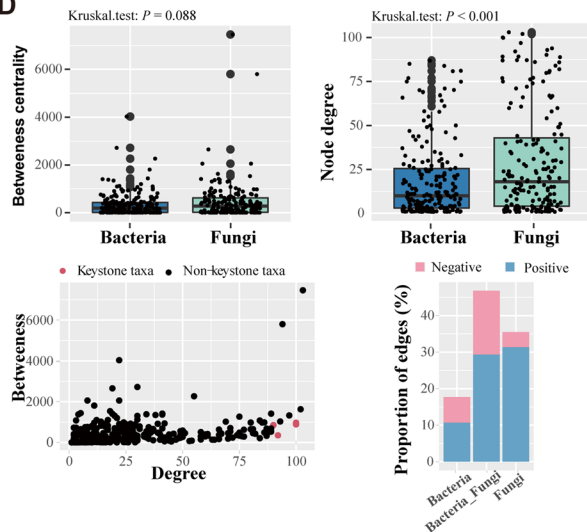 D
Kruskal.test: P = 0.088
Betweeness centrality
6000
4000
2000
0
Bacteria
Fungi
Kruskal.test: P < 0.001
Node degree
100
75
50
25
0
Bacteria
Fungi
Keystone taxa
Non-keystone taxa
Betweeness
6000
4000
2000
0
0
25
50
75
100
Degree
Negative
Positive
Proportion of edges (%)
40
30
20
10
0
Bacteria
Bacteria_Fungi
Fungi